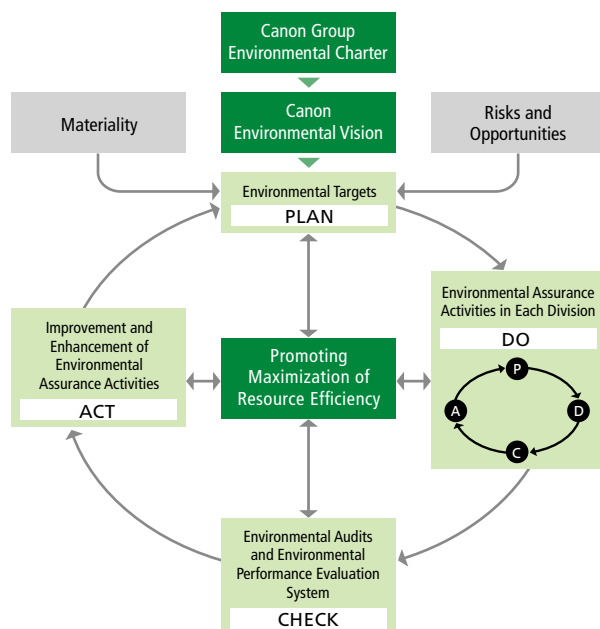 Canon Group
Environmental Charter
Materiality
Canon
Environmental Vision
Risks and
Opportunities
Environmental Targets
PLAN
Environmental Assurance
Activities in Each Division
DO
P
A
D
C
Improvement and
Enhancement of
Environmental
Assurance Activities
ACT
Promoting
Maximization of
Resource Efficiency
Environmental Audits
and Environmental
Performance Evaluation
System
CHECK